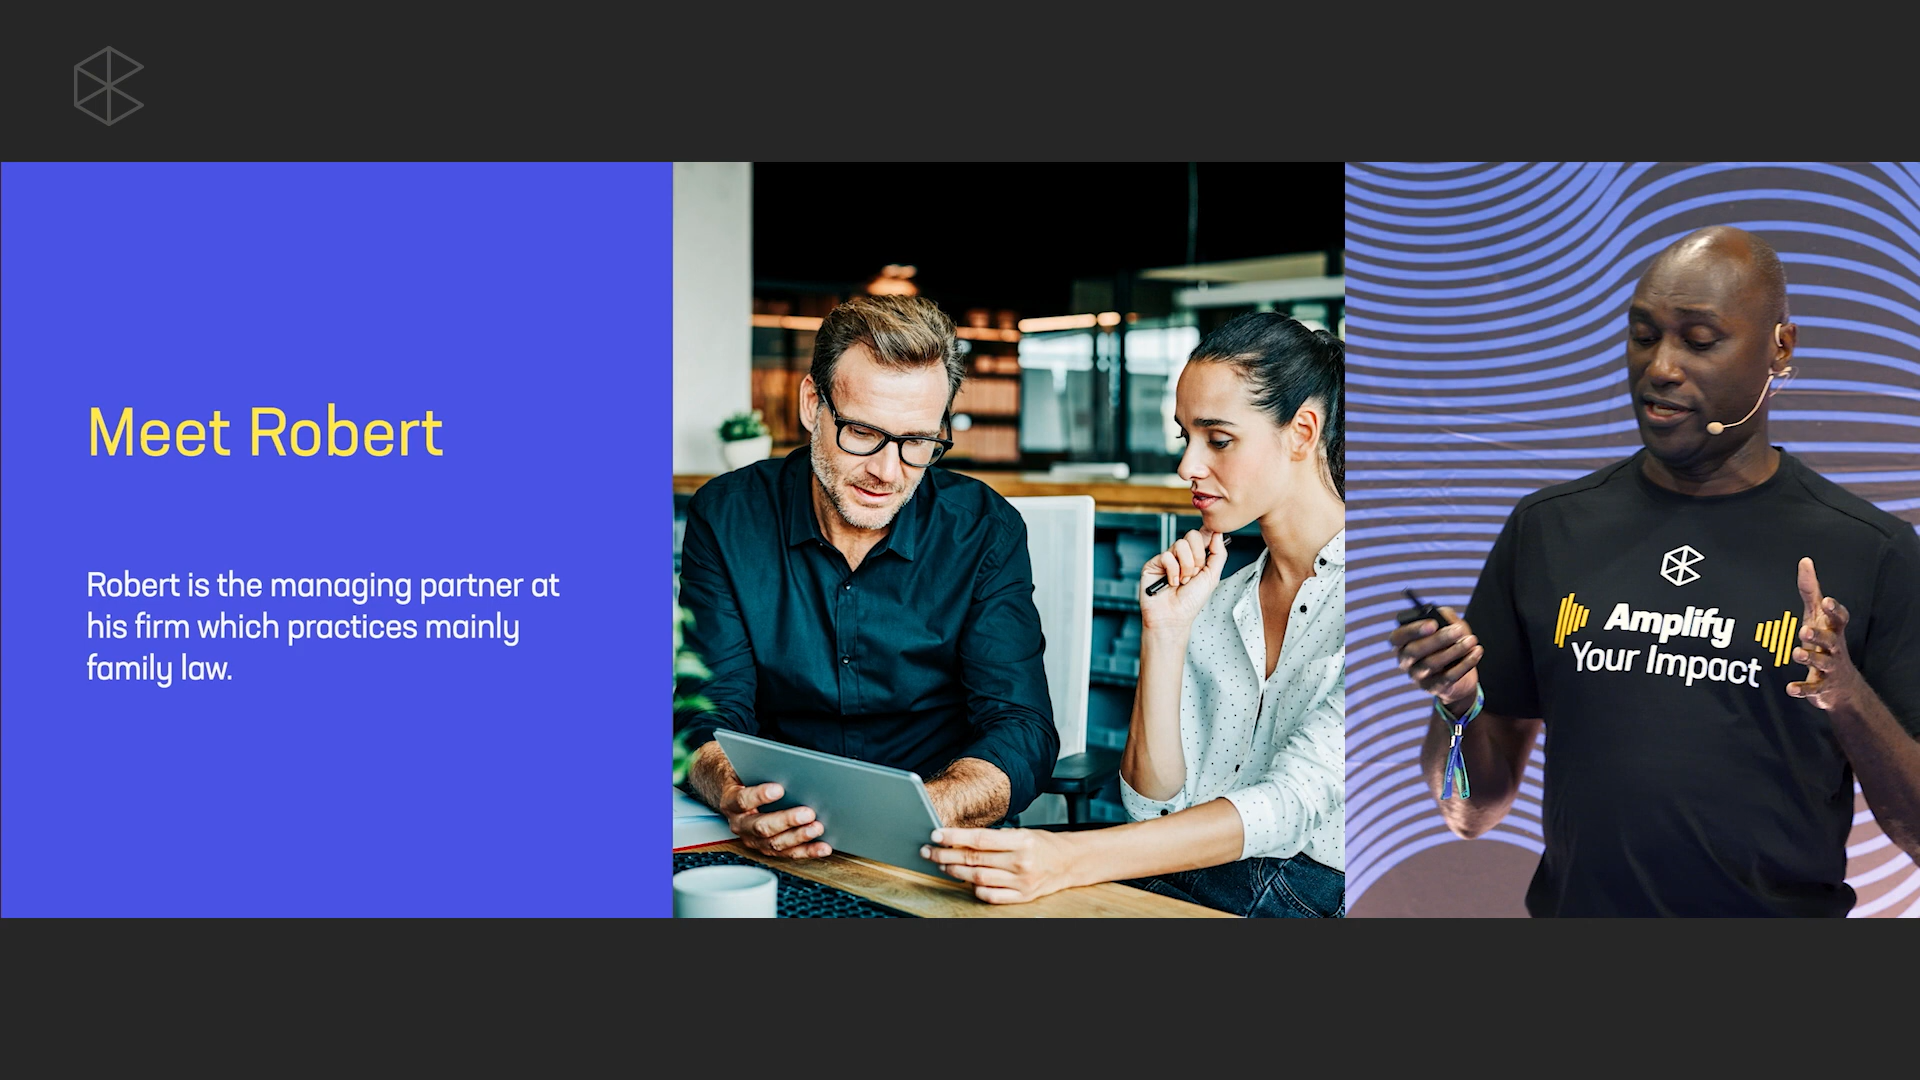 Meet Robert
Robert is the managing partner at
his firm which practices mainly
family law.
Amplify
Your Impact